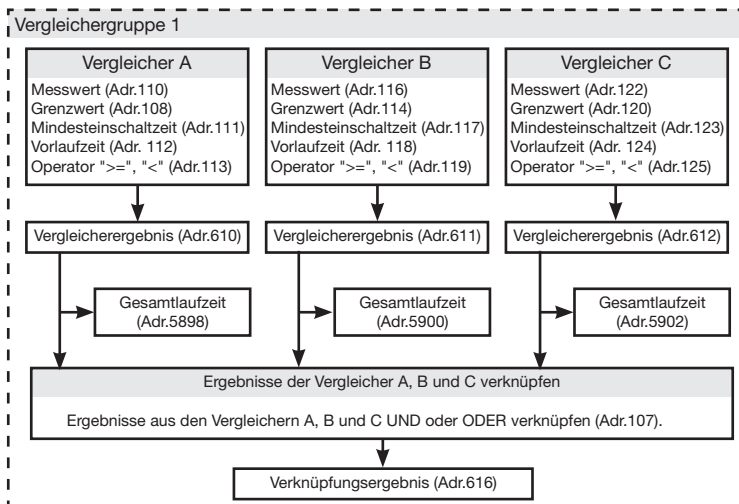 Vergleichergruppe 1
Vergleicher A
Messwert (Adr.110)
Grenzwert (Adr.108)
Mindesteinschaltzeit (Adr.111)
Vorlaufzeit (Adr. 112)
Operator ">=", "<" (Adr.113)
Vergleicher B
Messwert (Adr.116)
Grenzwert (Adr.114)
Mindesteinschaltzeit (Adr.117)
Vorlaufzeit (Adr. 118)
Operator ">=", "<" (Adr.119)
Vergleicher C
Messwert (Adr.122)
Grenzwert (Adr.120)
Mindesteinschaltzeit (Adr.123)
Vorlaufzeit (Adr. 124)
Operator ">=", "<" (Adr.125)
Vergleicherergebnis (Adr.610)
Vergleicherergebnis (Adr.611)
Vergleicherergebnis (Adr.612)
Gesamtlaufzeit
(Adr.5898)
Gesamtlaufzeit
(Adr.5900)
Gesamtlaufzeit
(Adr.5902)
Ergebnisse der Vergleicher A, B und C verknüpfen
Ergebnisse aus den Vergleichern A, B und C UND oder ODER verknüpfen (Adr.107).
Verknüpfungsergebnis (Adr.616)